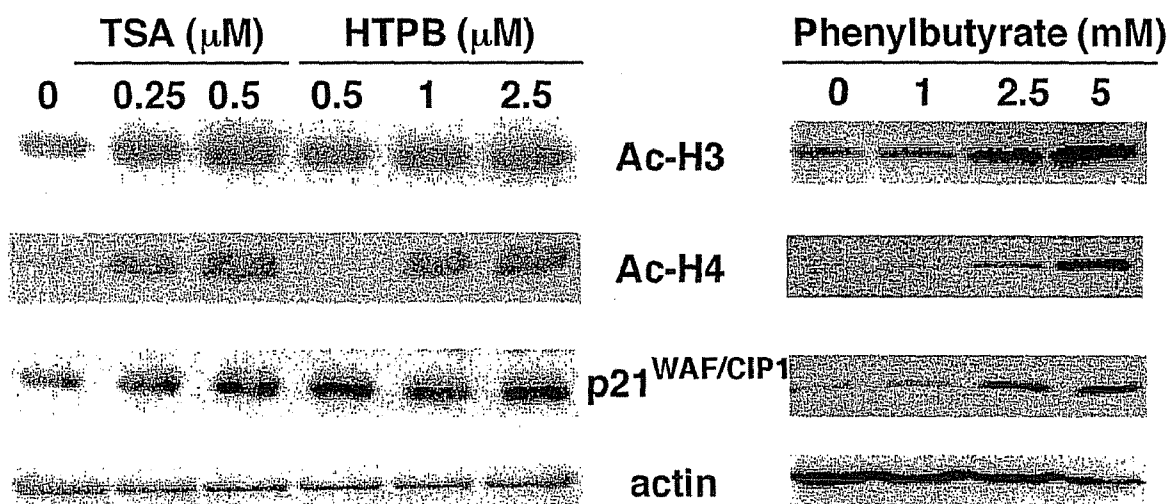 TSA (µM) HTPB (µM) Phenylbutyrate (mM)
0 0.25 0.5 0.5 1 2.5 0 1 2.5 5
Ac-H3
Ac-H4
p21WAF/CIP1
actin